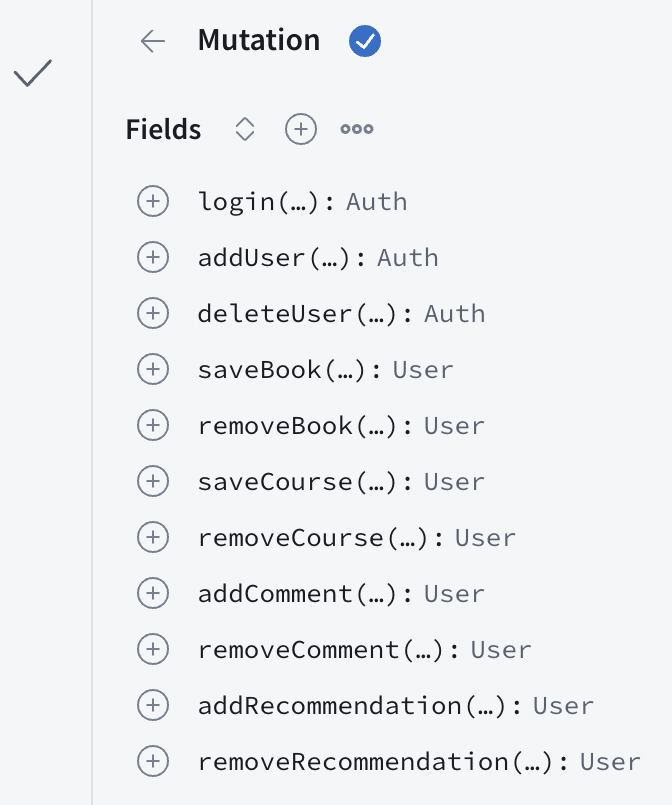 Mutation
Fields
login(…): Auth
addUser(…): Auth
deleteUser(…): Auth
saveBook(…): User
removeBook(…): User
saveCourse(…): User
removeCourse(…): User
addComment(…): User
removeComment(…): User
addRecommendation(…): User
removeRecommendation(…): User